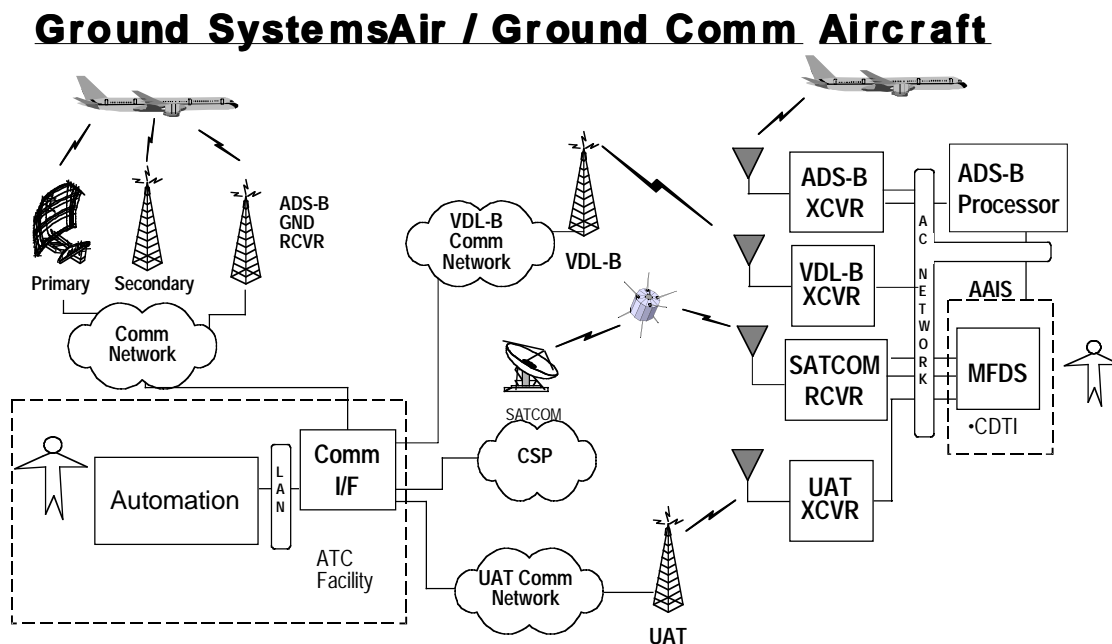 Ground SystemsAir / Ground Comm Aircraft
Primary
Secondary
ADS-B
GND
RCVR
Comm
Network
VDL-B
Comm
Network
VDL-B
SATCOM
CSP
UAT Comm
Network
UAT
Automation
LAN
Comm
I/F
ATC
Facility
ADS-B
XCVR
VDL-B
XCVR
SATCOM
RCVR
UAT
XCVR
AC NETWORK
ADS-B
Processor
AAIS
MFDS
•CDTI